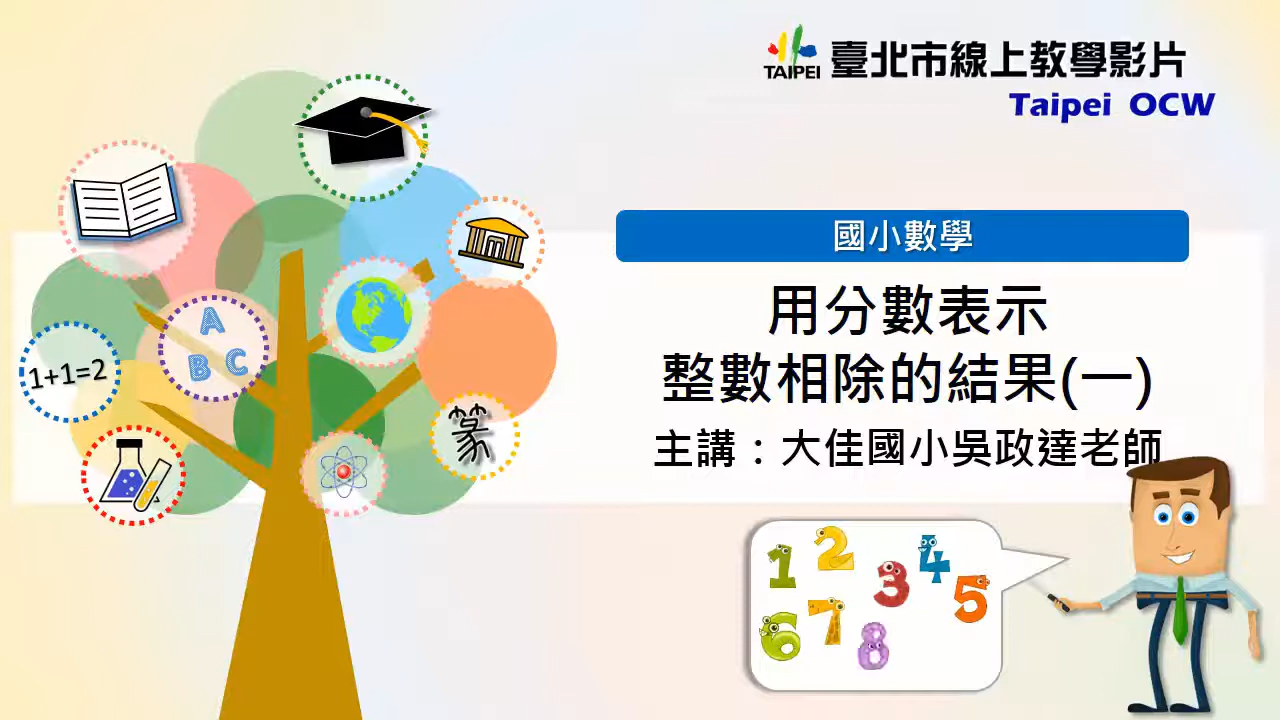 TAIPEI 臺北市線上教學影片
Taipei OCW
國小數學
用分數表示
整數相除的結果(一)
主講：大佳國小吳政達老師
A
B C
1+1=2
篆
1 2 3 4 5
6 7 8